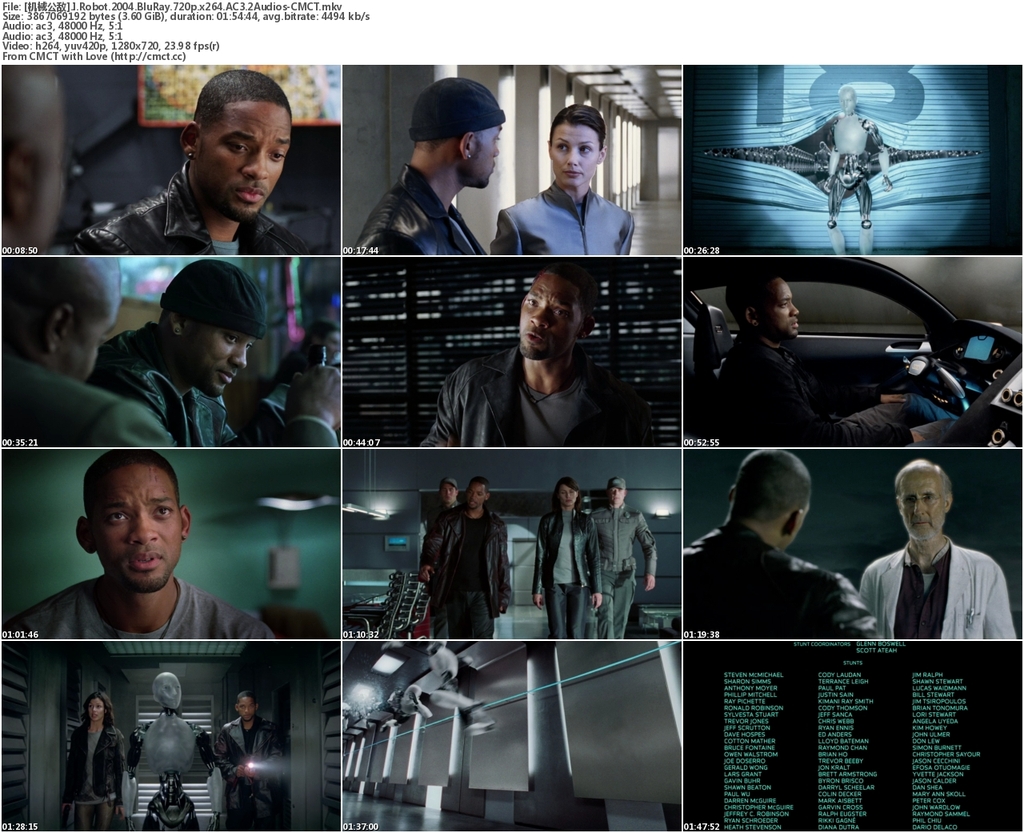 File: [机械公敌]I.Robot.2004.BluRay.720p.x264.AC3.2Audios-CMCT.mkv
Size: 3867069192 bytes (3.60 GiB), duration: 01:54:44, avg.bitrate: 4494 kb/s
Audio: ac3, 48000 Hz, 5:1
Audio: ac3, 48000 Hz, 5:1
Video: h264, yuv420p, 1280x720, 23.98 fps(r)
From CMCT with Love (http://cmct.cc)
00:08:50
00:17:44
18
00:26:28
00:35:21
00:44:07
00:52:55
01:01:46
01:10:32
01:19:38
01:28:15
01:37:00
STUNT COORDINATORS GLENN BOSWELL
SCOTT ATEAH
STUNTS
STEVEN McMICHAEL CODY LAUDAN JIM RALPH
SHARON SIMMS TERRANCE LEIGH SHAWN STEWART
ANTHONY MOYER PAUL PAT LUCAS WAIDMANN
PHILLIP MITCHELL JUSTIN SAIN BILL STEWART
RAY PICHETTE KIMANI RAY SMITH JIM TSIROPOULOS
RONALD ROBINSON CODY THOMSON BRIAN TONOMURA
SYLVESTA STUART JEFF SANCA LORI STEWART
TREVOR JONES CHRIS WEBB ANGELA UYEDA
JEFF SCRUTTON RYAN ENNIS KIM HOWEY
DAVE HOSPES ED ANDERS JOHN ULMER
COTTON MATHER LLOYD BATEMAN DON LEW
BRUCE FONTAINE RAYMOND CHAN SIMON BURNETT
OWEN WALSTROM BRIAN HO CHRISTOPHER SAYOUR
JOE DOSERRO TREVOR BEEBY JASON CECCHINI
GERALD WONG JON KRALT EFOSA OTUOMAGIE
LARS GRANT BRETT ARMSTRONG YVETTE JACKSON
GAVIN BUHR BYRON BRISCO JASON CALDER
SHAWN BEATON DARRYL SCHEELAR DAN SHEA
PAUL WU COLIN DECKER MARY ANN SKOLL
DARREN McGUIRE MARK AISBETT PETER COX
CHRISTOPHER McGUIRE GARVIN CROSS JOHN WARDLOW
JEFFREY C. ROBINSON RALPH EUGSTER RAYMOND SAMMEL
RYAN SCHROEDER RIKKI GAGNÉ PHIL CHIU
HEATH STEVENSON DIANA DUTRA DARIO DELACO
01:47:52